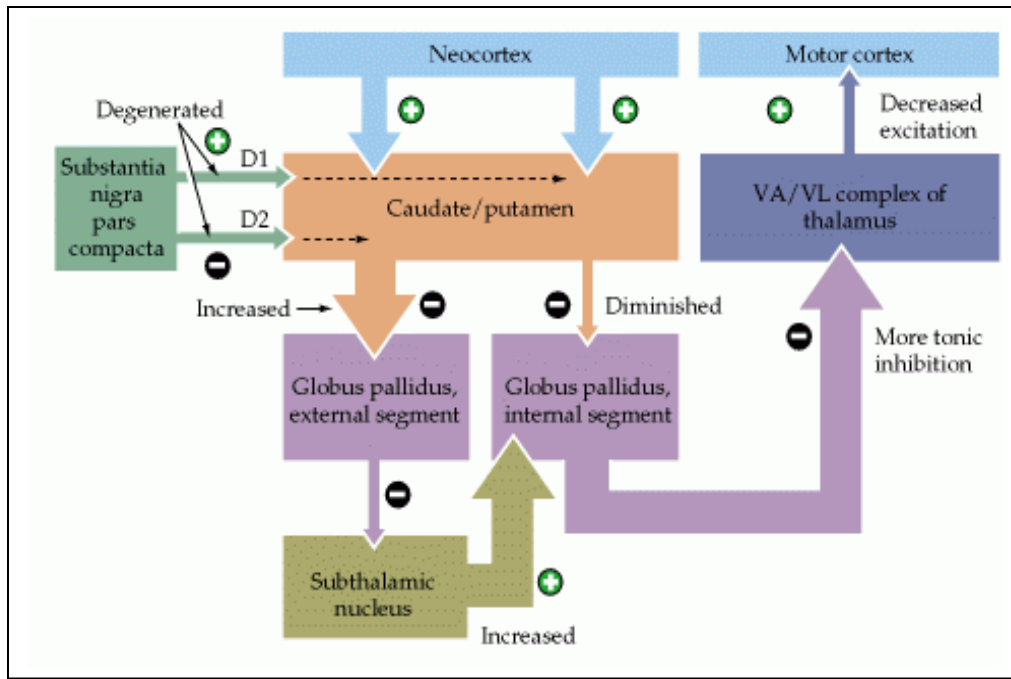 Neocortex
Motor cortex
Degenerated
Decreased
excitation
D1
Substantia
nigra
pars
compacta
Caudate/putamen
VA/VL complex of
thalamus
D2
Increased
Diminished
More tonic
inhibition
Globus pallidus,
external segment
Globus pallidus,
internal segment
Subthalamic
nucleus
Increased